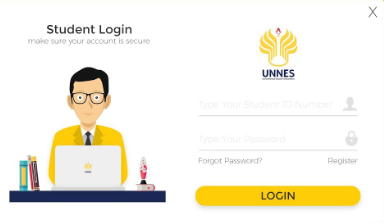 X
Student Login
make sure your account is secure
UNNES
Type Your Student ID Number
Type Your Password
Forgot Password?
Register
LOGIN